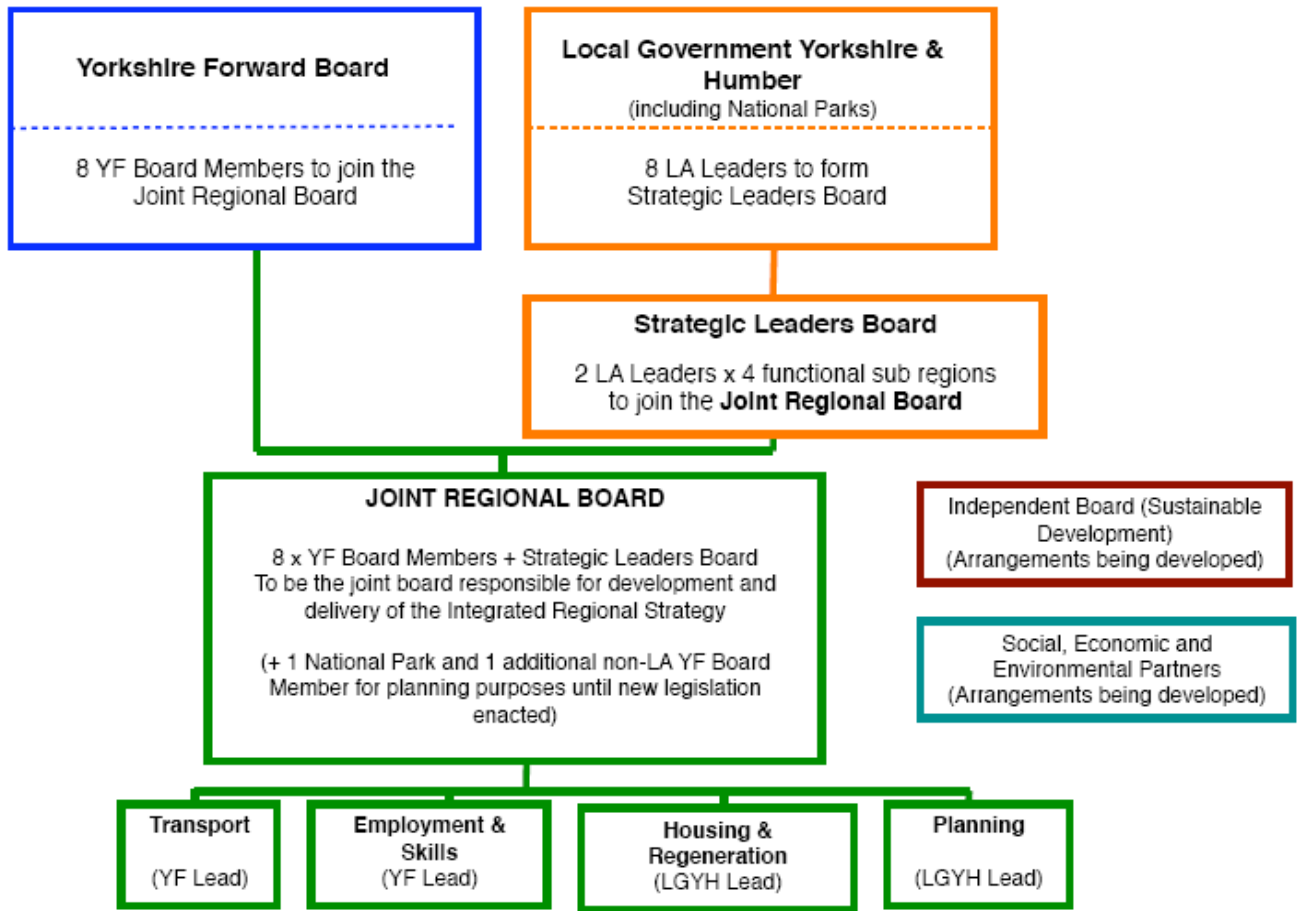 Yorkshire Forward Board
8 YF Board Members to join the
Joint Regional Board
Local Government Yorkshire &
Humber
(including National Parks)
8 LA Leaders to form
Strategic Leaders Board
Strategic Leaders Board
2 LA Leaders x 4 functional sub regions
to join the Joint Regional Board
JOINT REGIONAL BOARD
8 x YF Board Members + Strategic Leaders Board
To be the joint board responsible for development and
delivery of the Integrated Regional Strategy
(+ 1 National Park and 1 additional non-LA YF Board
Member for planning purposes until new legislation
enacted)
Independent Board (Sustainable
Development)
(Arrangements being developed)
Social, Economic and
Environmental Partners
(Arrangements being developed)
Transport
(YF Lead)
Employment &
Skills
(YF Lead)
Housing &
Regeneration
(LGYH Lead)
Planning
(LGYH Lead)